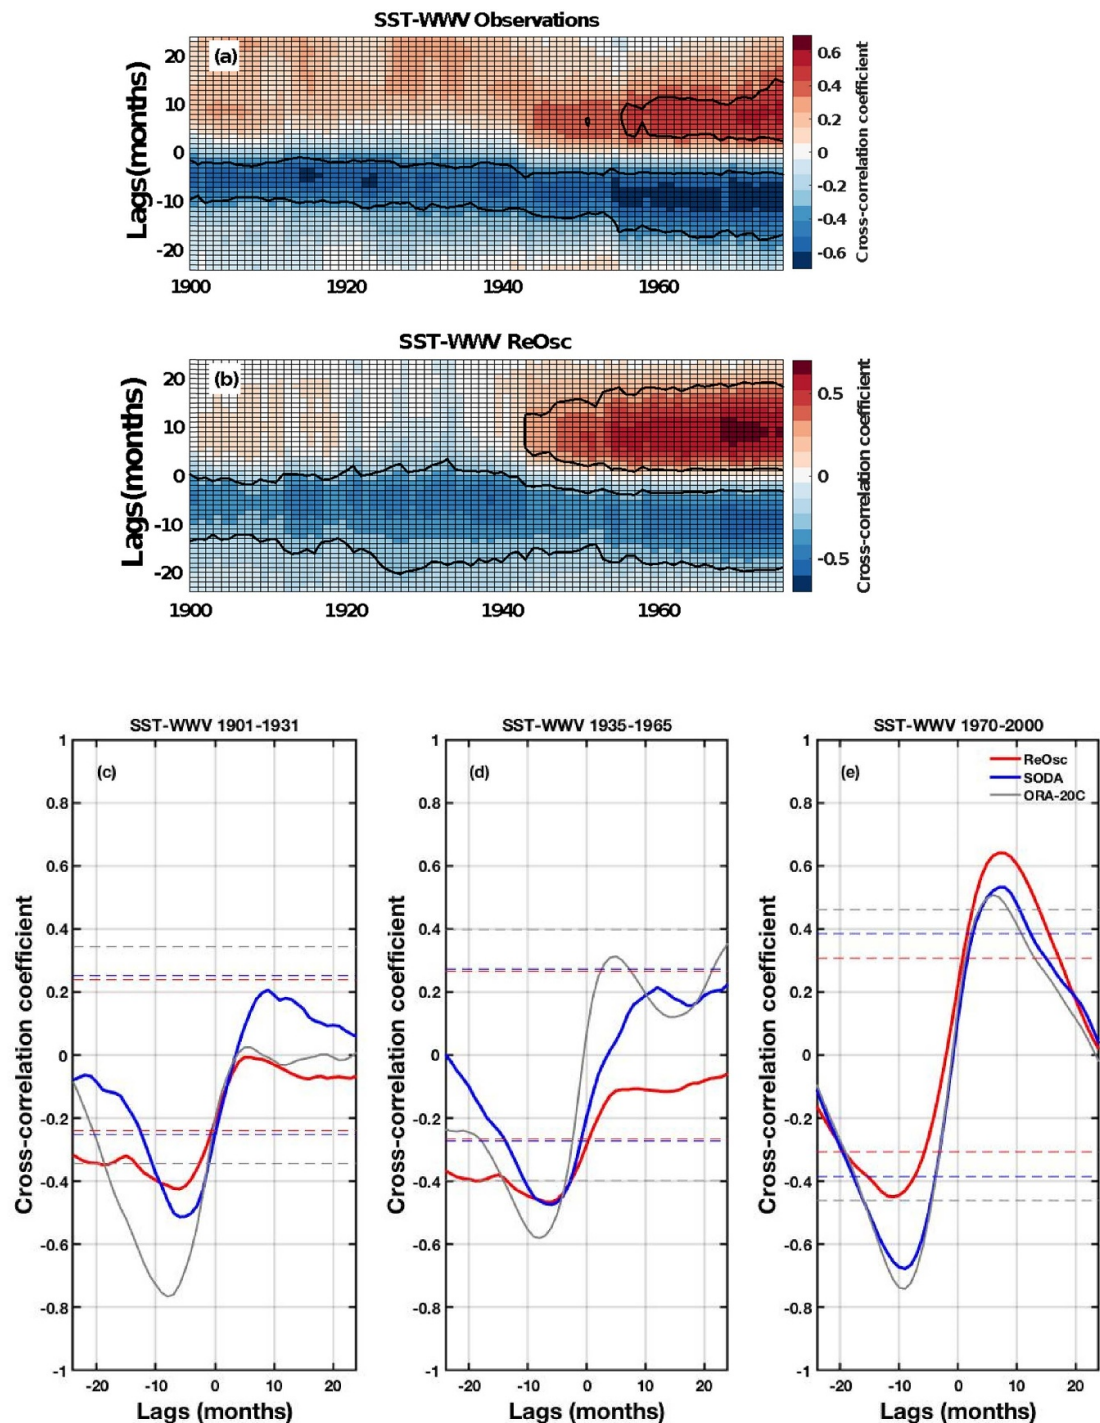 SST-WWV Observations
(a)
Lags(months)
20
10
0
-10
-20
1900 1920 1940 1960
0.6
0.4
0.2
0
-0.2
-0.4
-0.6
Cross-correlation coefficient
SST-WWV ReOsc
(b)
Lags(months)
20
10
0
-10
-20
1900 1920 1940 1960
0.5
0
-0.5
Cross-correlation coefficient
SST-WWV 1901-1931
(c)
Cross-correlation coefficient
1
0.8
0.6
0.4
0.2
0
-0.2
-0.4
-0.6
-0.8
-1
-20 -10 0 10 20
Lags (months)
SST-WWV 1935-1965
(d)
Cross-correlation coefficient
1
0.8
0.6
0.4
0.2
0
-0.2
-0.4
-0.6
-0.8
-1
-20 -10 0 10 20
Lags (months)
SST-WWV 1970-2000
(e)
ReOsc
SODA
ORA-20C
Cross-correlation coefficient
1
0.8
0.6
0.4
0.2
0
-0.2
-0.4
-0.6
-0.8
-1
-20 -10 0 10 20
Lags (months)